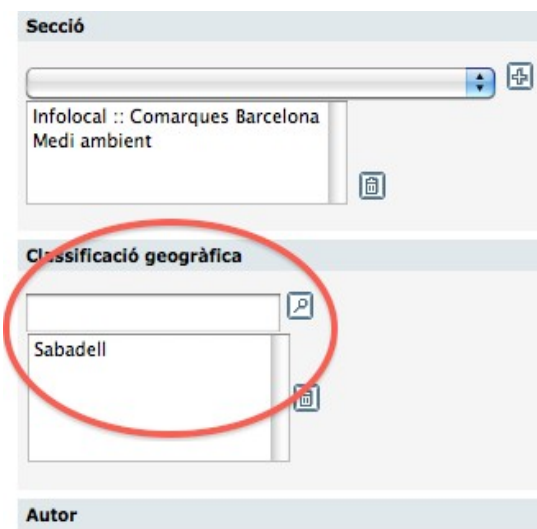 Secció
Infolocal :: Comarques Barcelona
Medi ambient
Classificació geogràfica
Sabadell
Autor